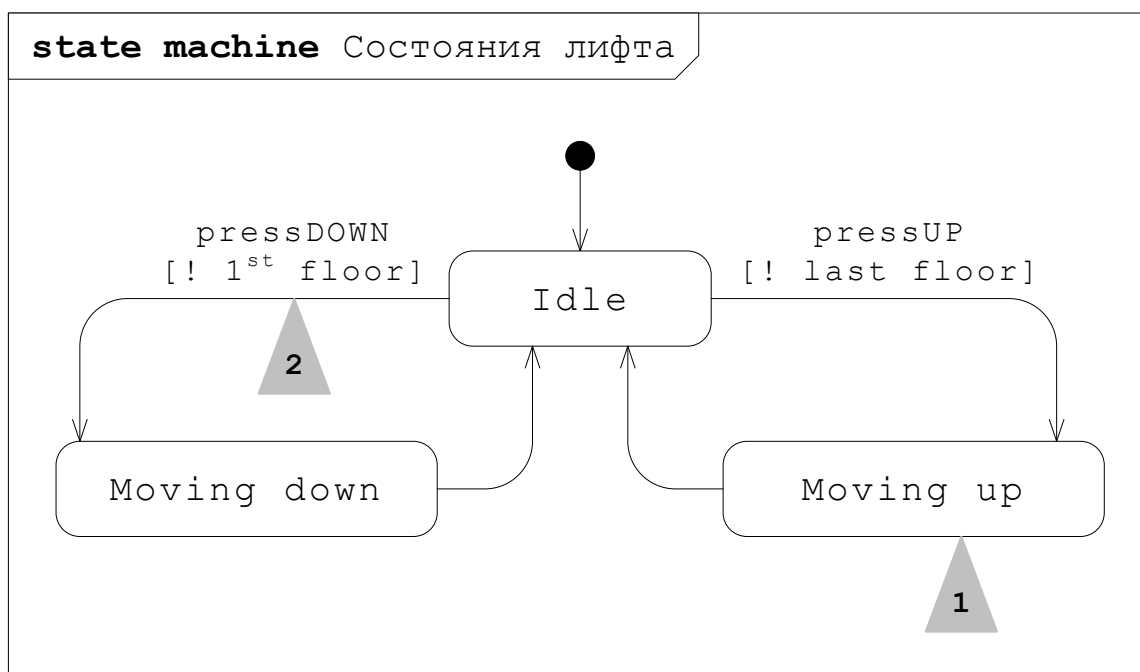 state machine Состояния лифта
pressDOWN
[! 1st floor]
pressUP
[! last floor]
Idle
2
Moving down
Moving up
1